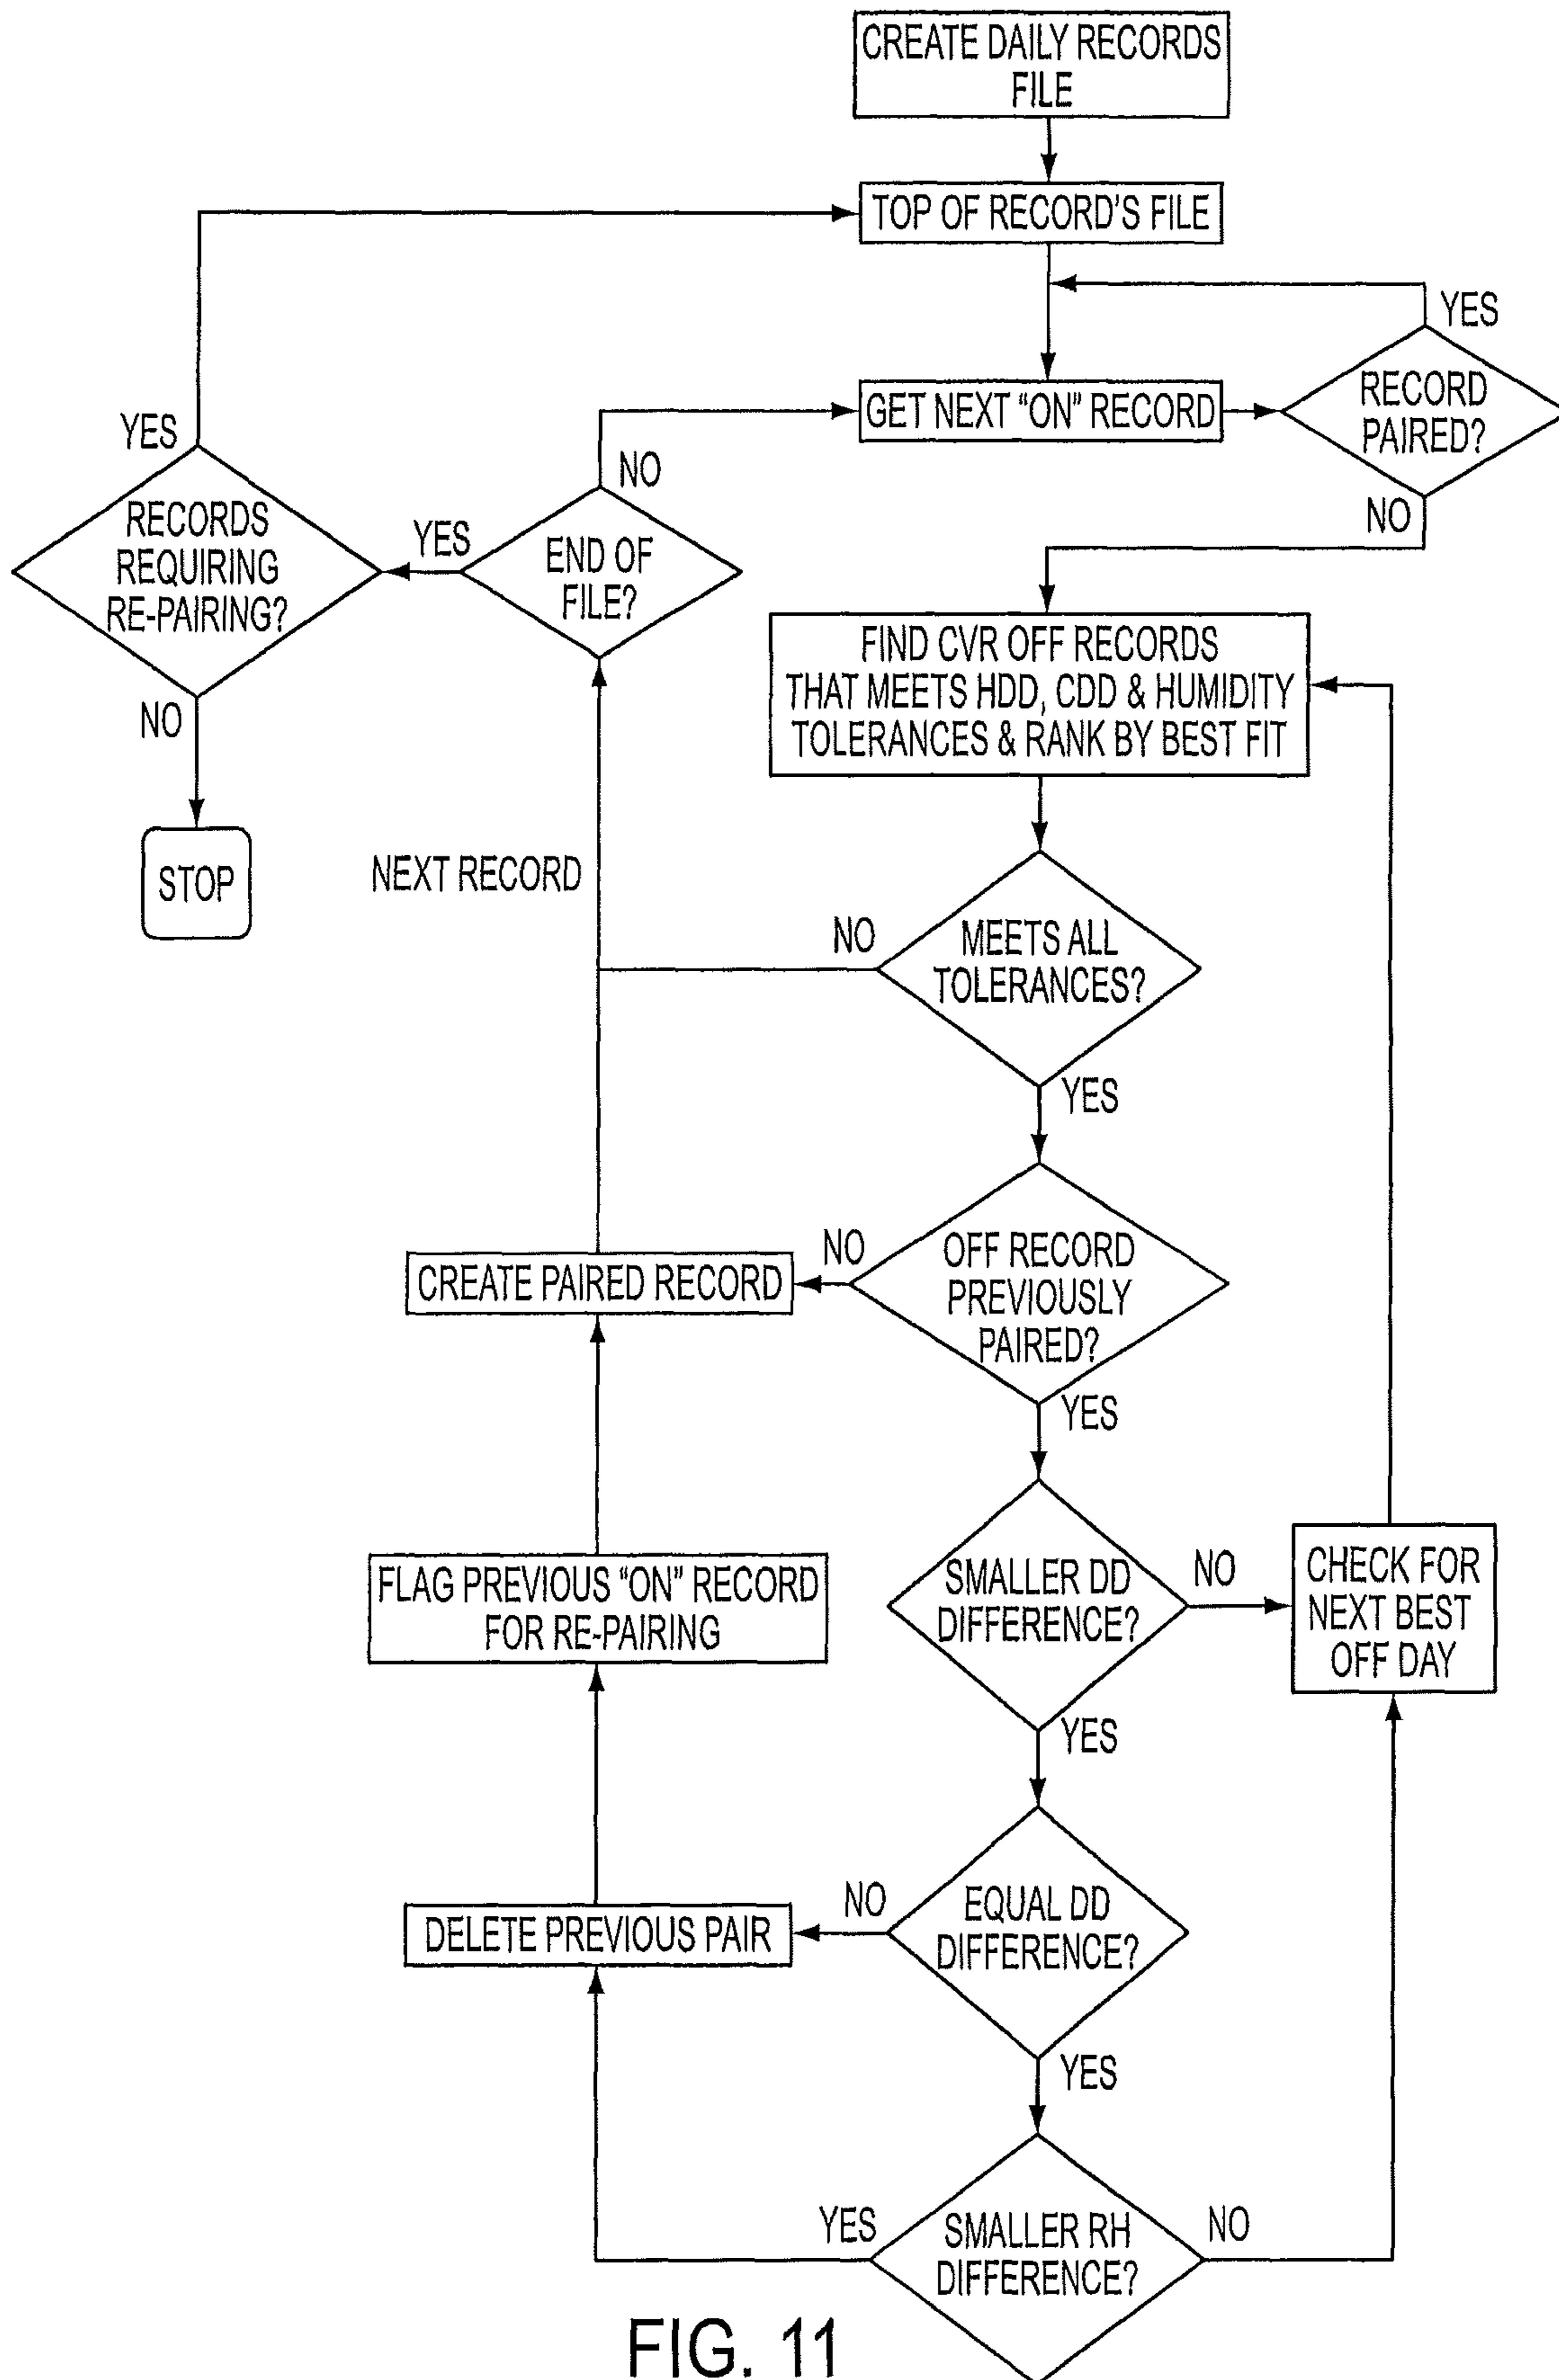 CREATE DAILY RECORDS
FILE
TOP OF RECORD'S FILE
YES
GET NEXT "ON" RECORD
RECORD
PAIRED?
NO
YES
RECORDS
REQUIRING
RE-PAIRING?
NO
STOP
YES
END OF
FILE?
NO
FIND CVR OFF RECORDS
THAT MEETS HDD, CDD & HUMIDITY
TOLERANCES & RANK BY BEST FIT
NEXT RECORD
NO
MEETS ALL
TOLERANCES?
YES
CREATE PAIRED RECORD
NO
OFF RECORD
PREVIOUSLY
PAIRED?
YES
FLAG PREVIOUS "ON" RECORD
FOR RE-PAIRING
SMALLER DD
DIFFERENCE?
NO
CHECK FOR
NEXT BEST
OFF DAY
YES
DELETE PREVIOUS PAIR
NO
EQUAL DD
DIFFERENCE?
YES
YES
SMALLER RH
DIFFERENCE?
NO
FIG. 11